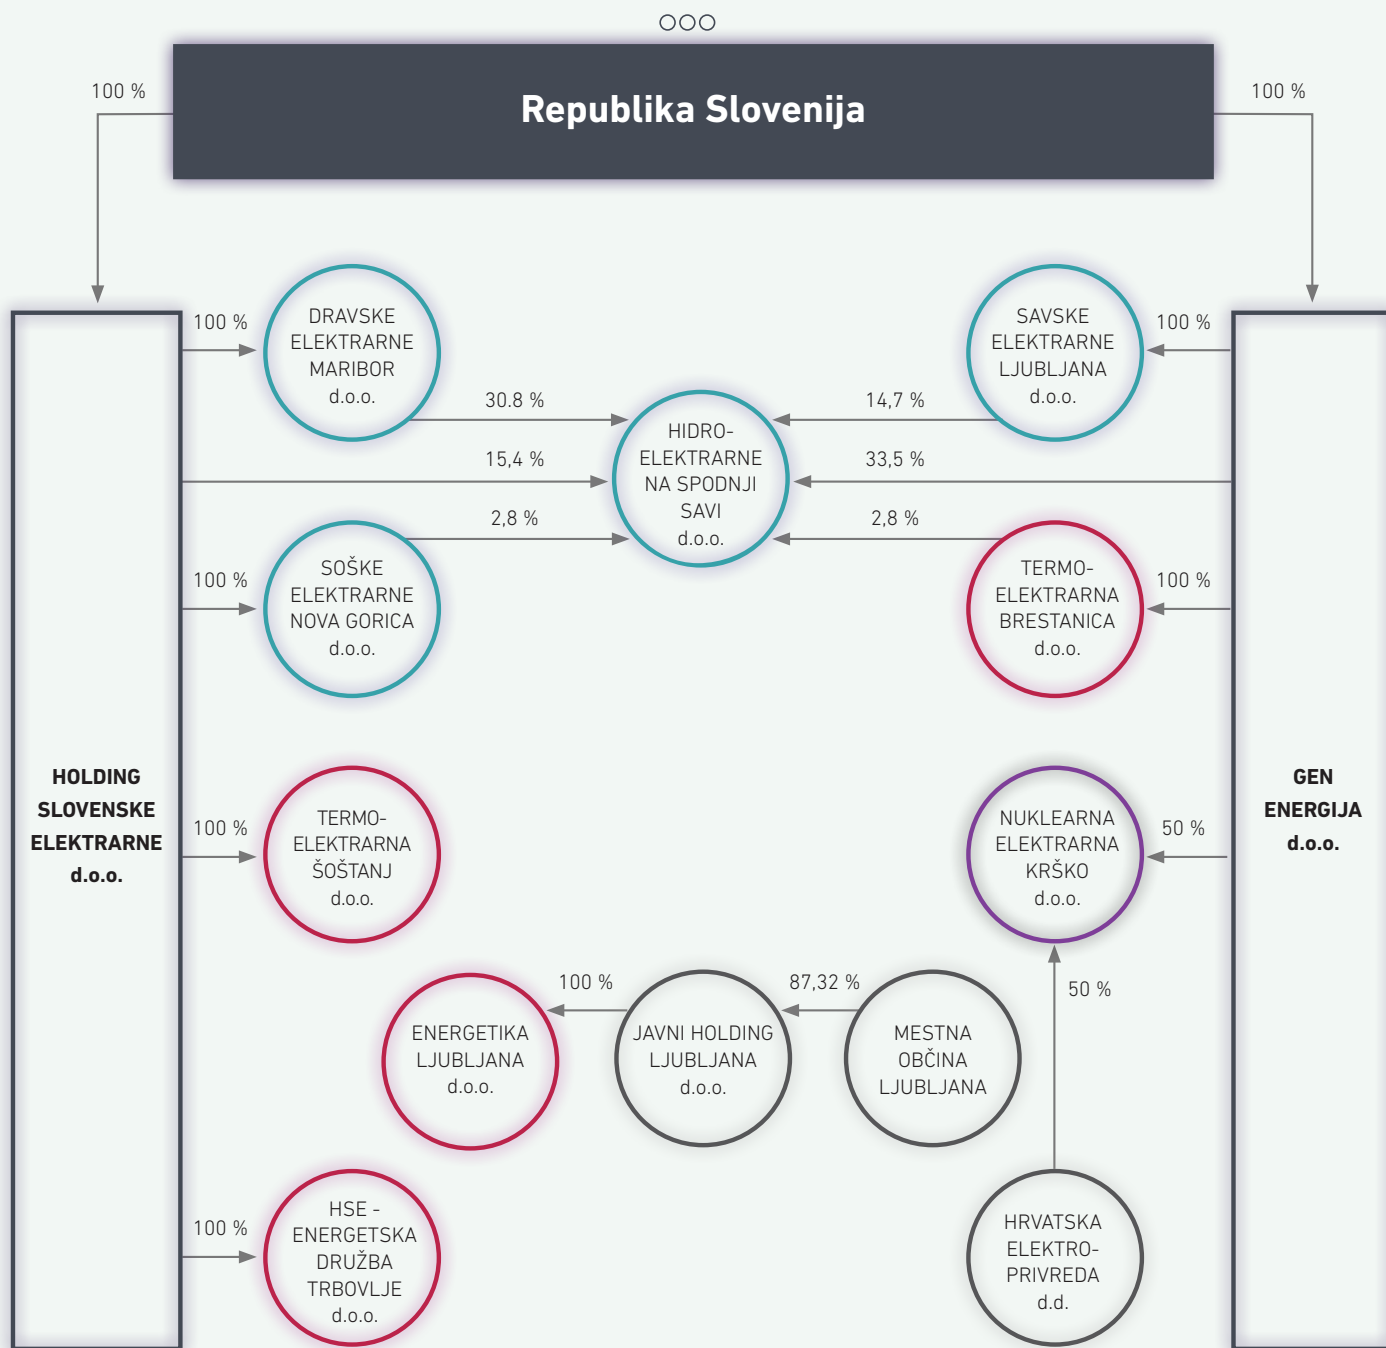 Republika Slovenija
100 %
100 %
100 %
DRAVSKE
ELEKTRARNE
MARIBOR
d.o.o.
SAVSKE
ELEKTRARNE
LJUBLJANA
d.o.o.
100 %
30.8 %
14,7 %
HIDRO-
ELEKTRARNE
NA SPODNJI
SAVI
d.o.o.
15,4 %
33,5 %
2,8 %
2,8 %
100 %
SOŠKE
ELEKTRARNE
NOVA GORICA
d.o.o.
TERMO-
ELEKTRARNA
BRESTANICA
d.o.o.
100 %
HOLDING
SLOVENSKE
ELEKTRARNE
d.o.o.
100 %
TERMO-
ELEKTRARNA
ŠOŠTANJ
d.o.o.
NUKLEARNA
ELEKTRARNA
KRŠKO
d.o.o.
50 %
GEN
ENERGIJA
d.o.o.
ENERGETIKA
LJUBLJANA
d.o.o.
100 %
JAVNI HOLDING
LJUBLJANA
d.o.o.
87,32 %
MESTNA
OBČINA
LJUBLJANA
50 %
100 %
HSE -
ENERGETSKA
DRUŽBA
TRBOVLJE
d.o.o.
HRVATSKA
ELEKTRO-
PRIVREDA
d.d.